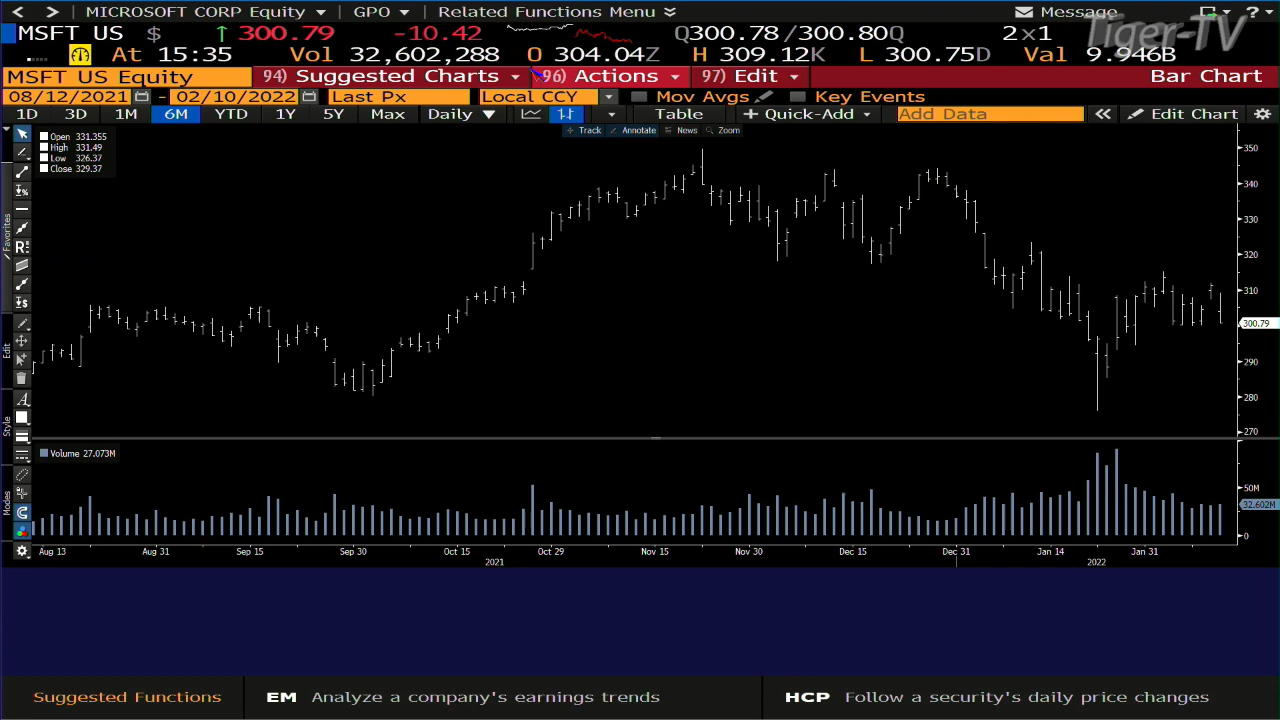 < > MICROSOFT CORP Equity GPO Related Functions Menu Message ?
Tiger-TV
MSFT US $ ↑ 300.79 -10.42 Q300.78/300.80Q 2×1
At 15:35 Vol 32,602,288 O 304.04Z H 309.12K L 300.75D Val 9.946B
MSFT US Equity 94) Suggested Charts 96) Actions 97) Edit Bar Chart
08/12/2021 - 02/10/2022 Last Px Local CCY Mov Avgs Key Events
1D 3D 1M 6M YTD 1Y 5Y Max Daily ▼ Table + Quick-Add Add Data « Edit Chart
Track Annotate News Zoom
Open 331.355
High 331.49
Low 326.37
Close 329.37
Favorites
Edit
Style
Modes
350
340
330
320
310
300.79
290
280
270
Volume 27.073M
50M
32.602M
0
Aug 13 Aug 31 Sep 15 Sep 30 Oct 15 Oct 29 Nov 15 Nov 30 Dec 15 Dec 31 Jan 14 Jan 31
2021 2022
Suggested Functions EM Analyze a company's earnings trends HCP Follow a security's daily price changes